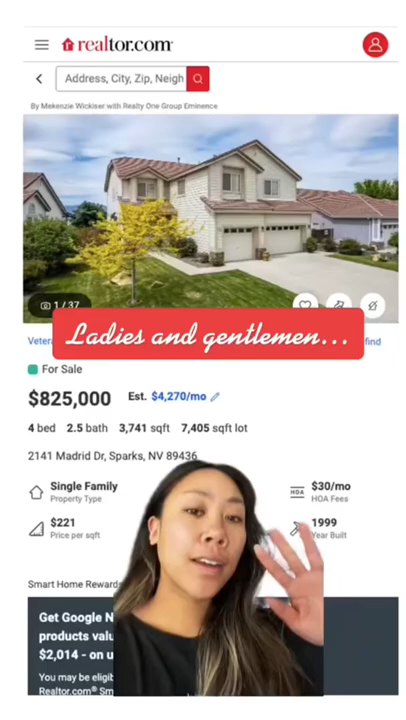 realtor.com
Address, City, Zip, Neigh
By Mekenzie Wickiser with Realty One Group Eminence
1/37
Ladies and gentlemen...
Vetera
find
For Sale
$825,000 Est. $4,270/mo
4 bed 2.5 bath 3,741 sqft 7,405 sqft lot
2141 Madrid Dr, Sparks, NV 89436
Single Family
Property Type
HOA
$30/mo
HOA Fees
$221
Price per sqft
1999
Year Built
Smart Home Rewards
Get Google N
products valu
$2,014 - on u
You may be eligib
Realtor.com® Sm